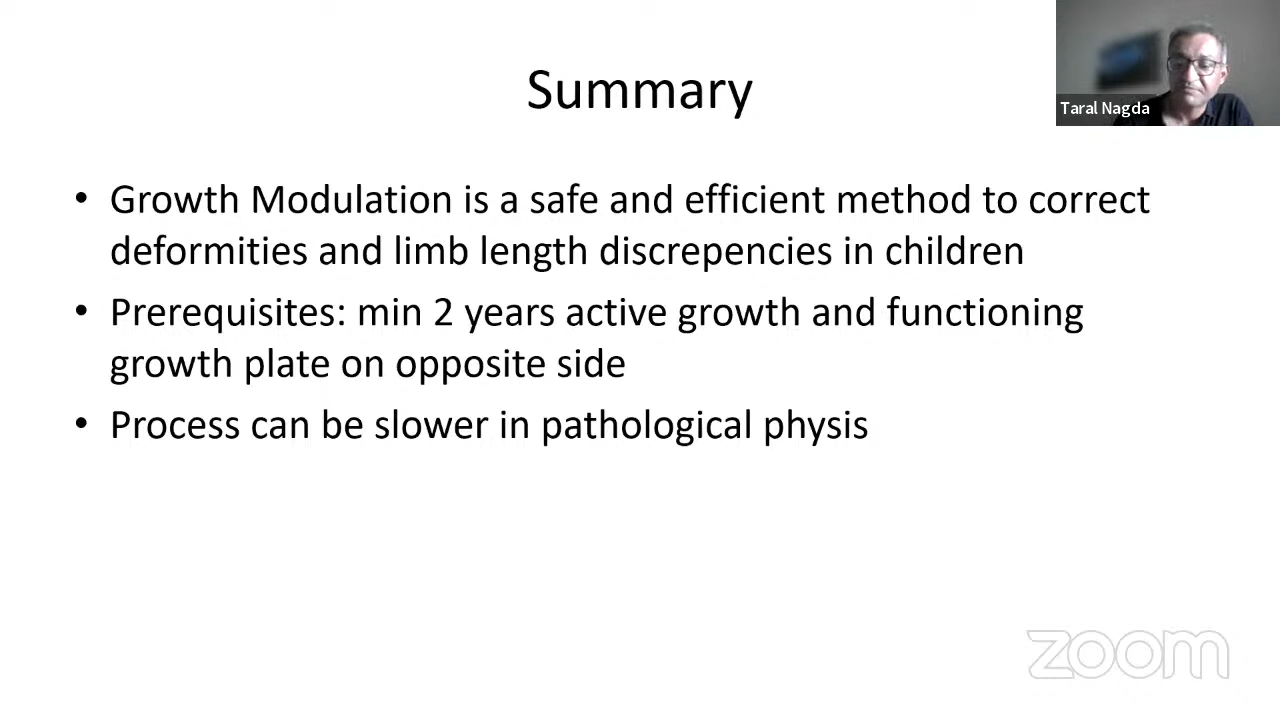 Summary
Taral Nagda
• Growth Modulation is a safe and efficient method to correct
deformities and limb length discrepencies in children
• Prerequisites: min 2 years active growth and functioning
growth plate on opposite side
• Process can be slower in pathological physis
zoom